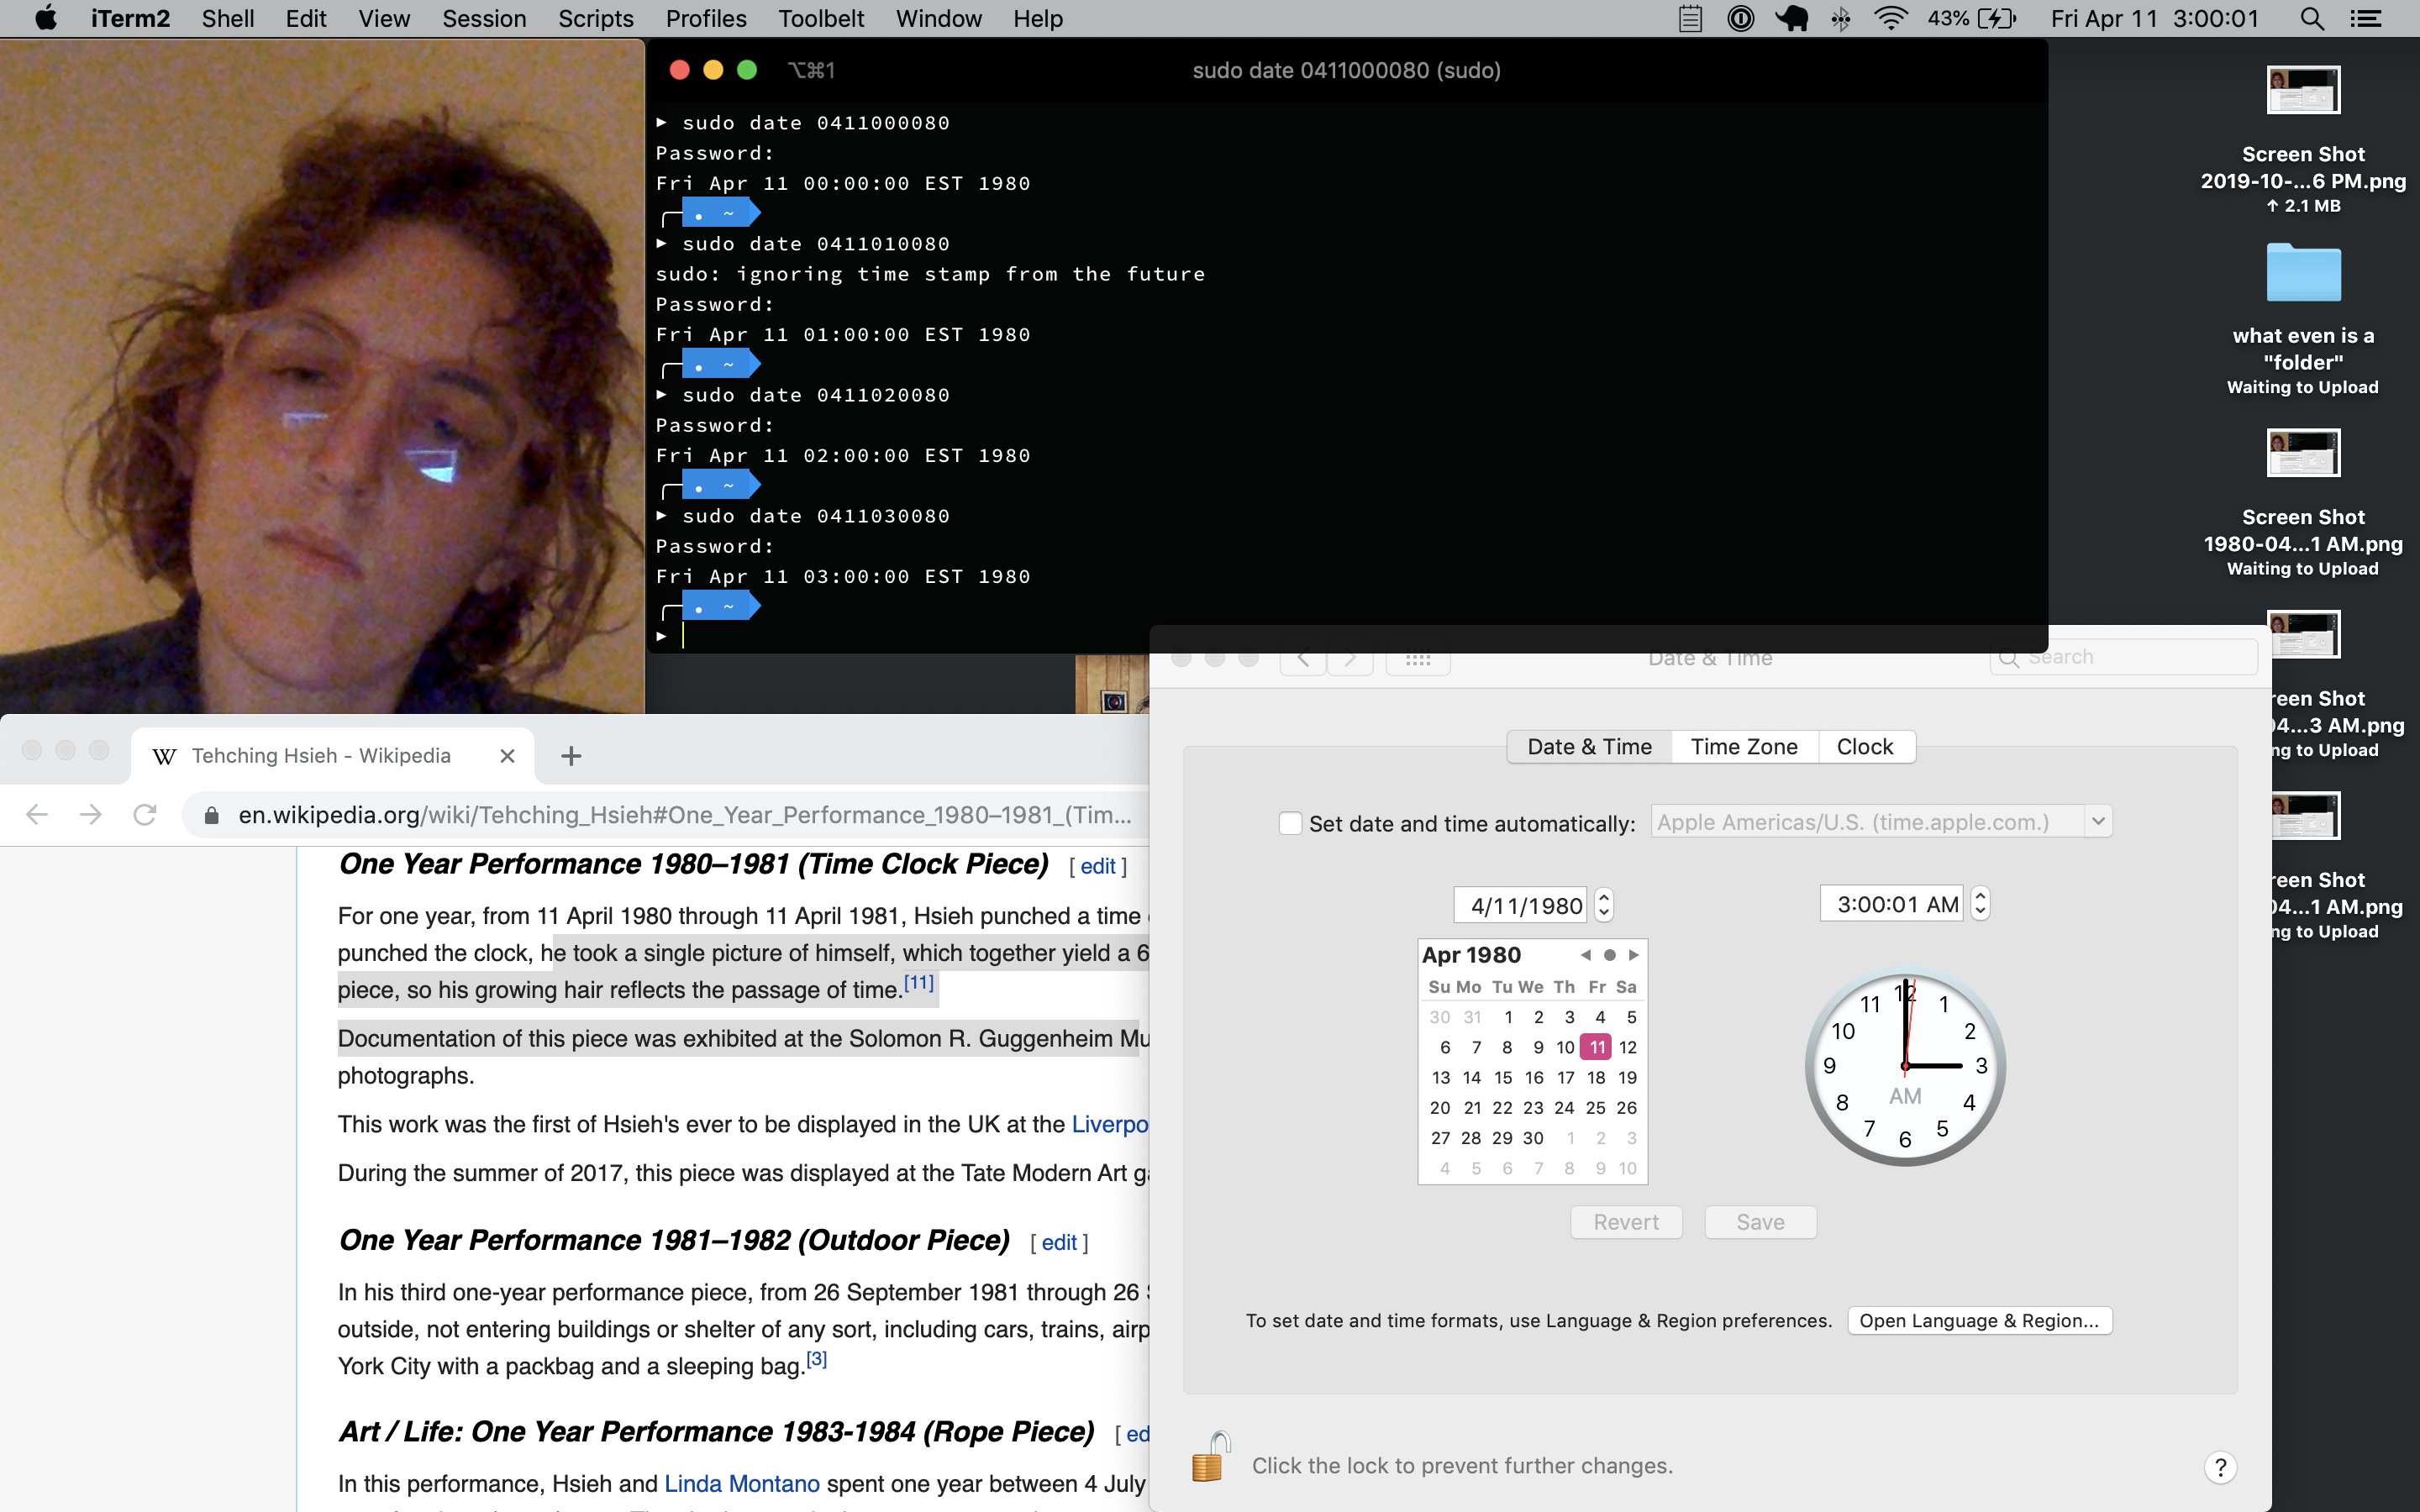 iTerm2 Shell Edit View Session Scripts Profiles Toolbelt Window Help 43% Fri Apr 11 3:00:01
⌥⌘1 sudo date 0411000080 (sudo)
▶ sudo date 0411000080
Password:
Fri Apr 11 00:00:00 EST 1980
~
▶ sudo date 0411010080
sudo: ignoring time stamp from the future
Password:
Fri Apr 11 01:00:00 EST 1980
~
▶ sudo date 0411020080
Password:
Fri Apr 11 02:00:00 EST 1980
~
▶ sudo date 0411030080
Password:
Fri Apr 11 03:00:00 EST 1980
~
▶
Screen Shot
2019-10-...6 PM.png
↑ 2.1 MB
what even is a
"folder"
Waiting to Upload
Screen Shot
1980-04...1 AM.png
Waiting to Upload
reen Shot
04...3 AM.png
ng to Upload
reen Shot
04...1 AM.png
ng to Upload
Tehching Hsieh - Wikipedia
en.wikipedia.org/wiki/Tehching_Hsieh#One_Year_Performance_1980–1981_(Tim...
One Year Performance 1980–1981 (Time Clock Piece) [ edit ]
For one year, from 11 April 1980 through 11 April 1981, Hsieh punched a time
punched the clock, he took a single picture of himself, which together yield a 6
piece, so his growing hair reflects the passage of time.[11]
Documentation of this piece was exhibited at the Solomon R. Guggenheim Mu
photographs.
This work was the first of Hsieh's ever to be displayed in the UK at the Liverpo
During the summer of 2017, this piece was displayed at the Tate Modern Art ga
One Year Performance 1981–1982 (Outdoor Piece) [ edit ]
In his third one-year performance piece, from 26 September 1981 through 26
outside, not entering buildings or shelter of any sort, including cars, trains, airp
York City with a packbag and a sleeping bag.[3]
Art / Life: One Year Performance 1983-1984 (Rope Piece) [ ed
In this performance, Hsieh and Linda Montano spent one year between 4 July
Date & Time
Search
Date & Time Time Zone Clock
Set date and time automatically: Apple Americas/U.S. (time.apple.com.)
4/11/1980 3:00:01 AM
Apr 1980
Su Mo Tu We Th Fr Sa
30 31 1 2 3 4 5
6 7 8 9 10 11 12
13 14 15 16 17 18 19
20 21 22 23 24 25 26
27 28 29 30 1 2 3
4 5 6 7 8 9 10
12 1 2 3 4 5 6 7 8 9 10 11
AM
Revert Save
To set date and time formats, use Language & Region preferences. Open Language & Region...
Click the lock to prevent further changes. ?